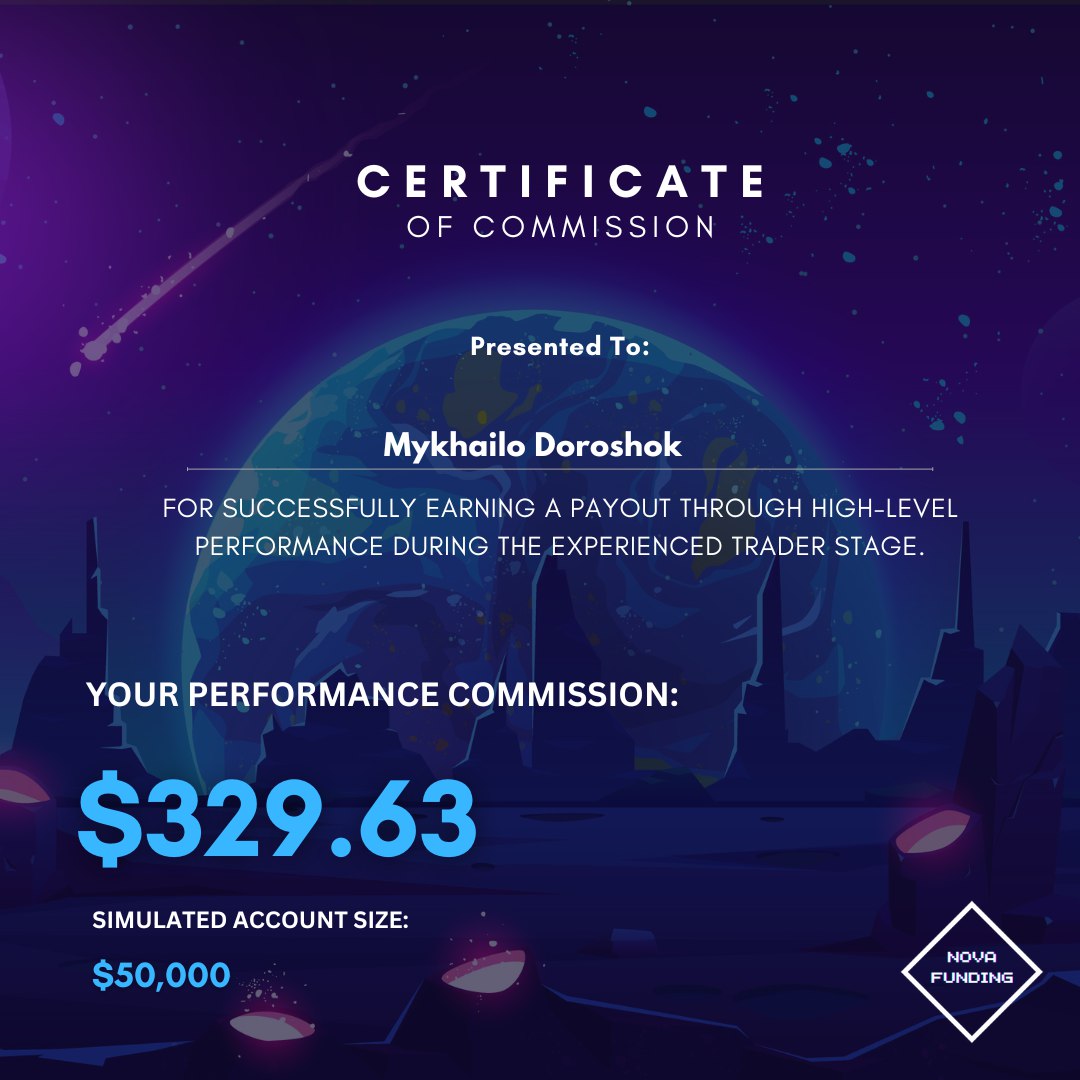 CERTIFICATE
OF COMMISSION
Presented To:
Mykhailo Doroshok
FOR SUCCESSFULLY EARNING A PAYOUT THROUGH HIGH-LEVEL
PERFORMANCE DURING THE EXPERIENCED TRADER STAGE.
YOUR PERFORMANCE COMMISSION:
$329.63
SIMULATED ACCOUNT SIZE:
$50,000
NOVA
FUNDING